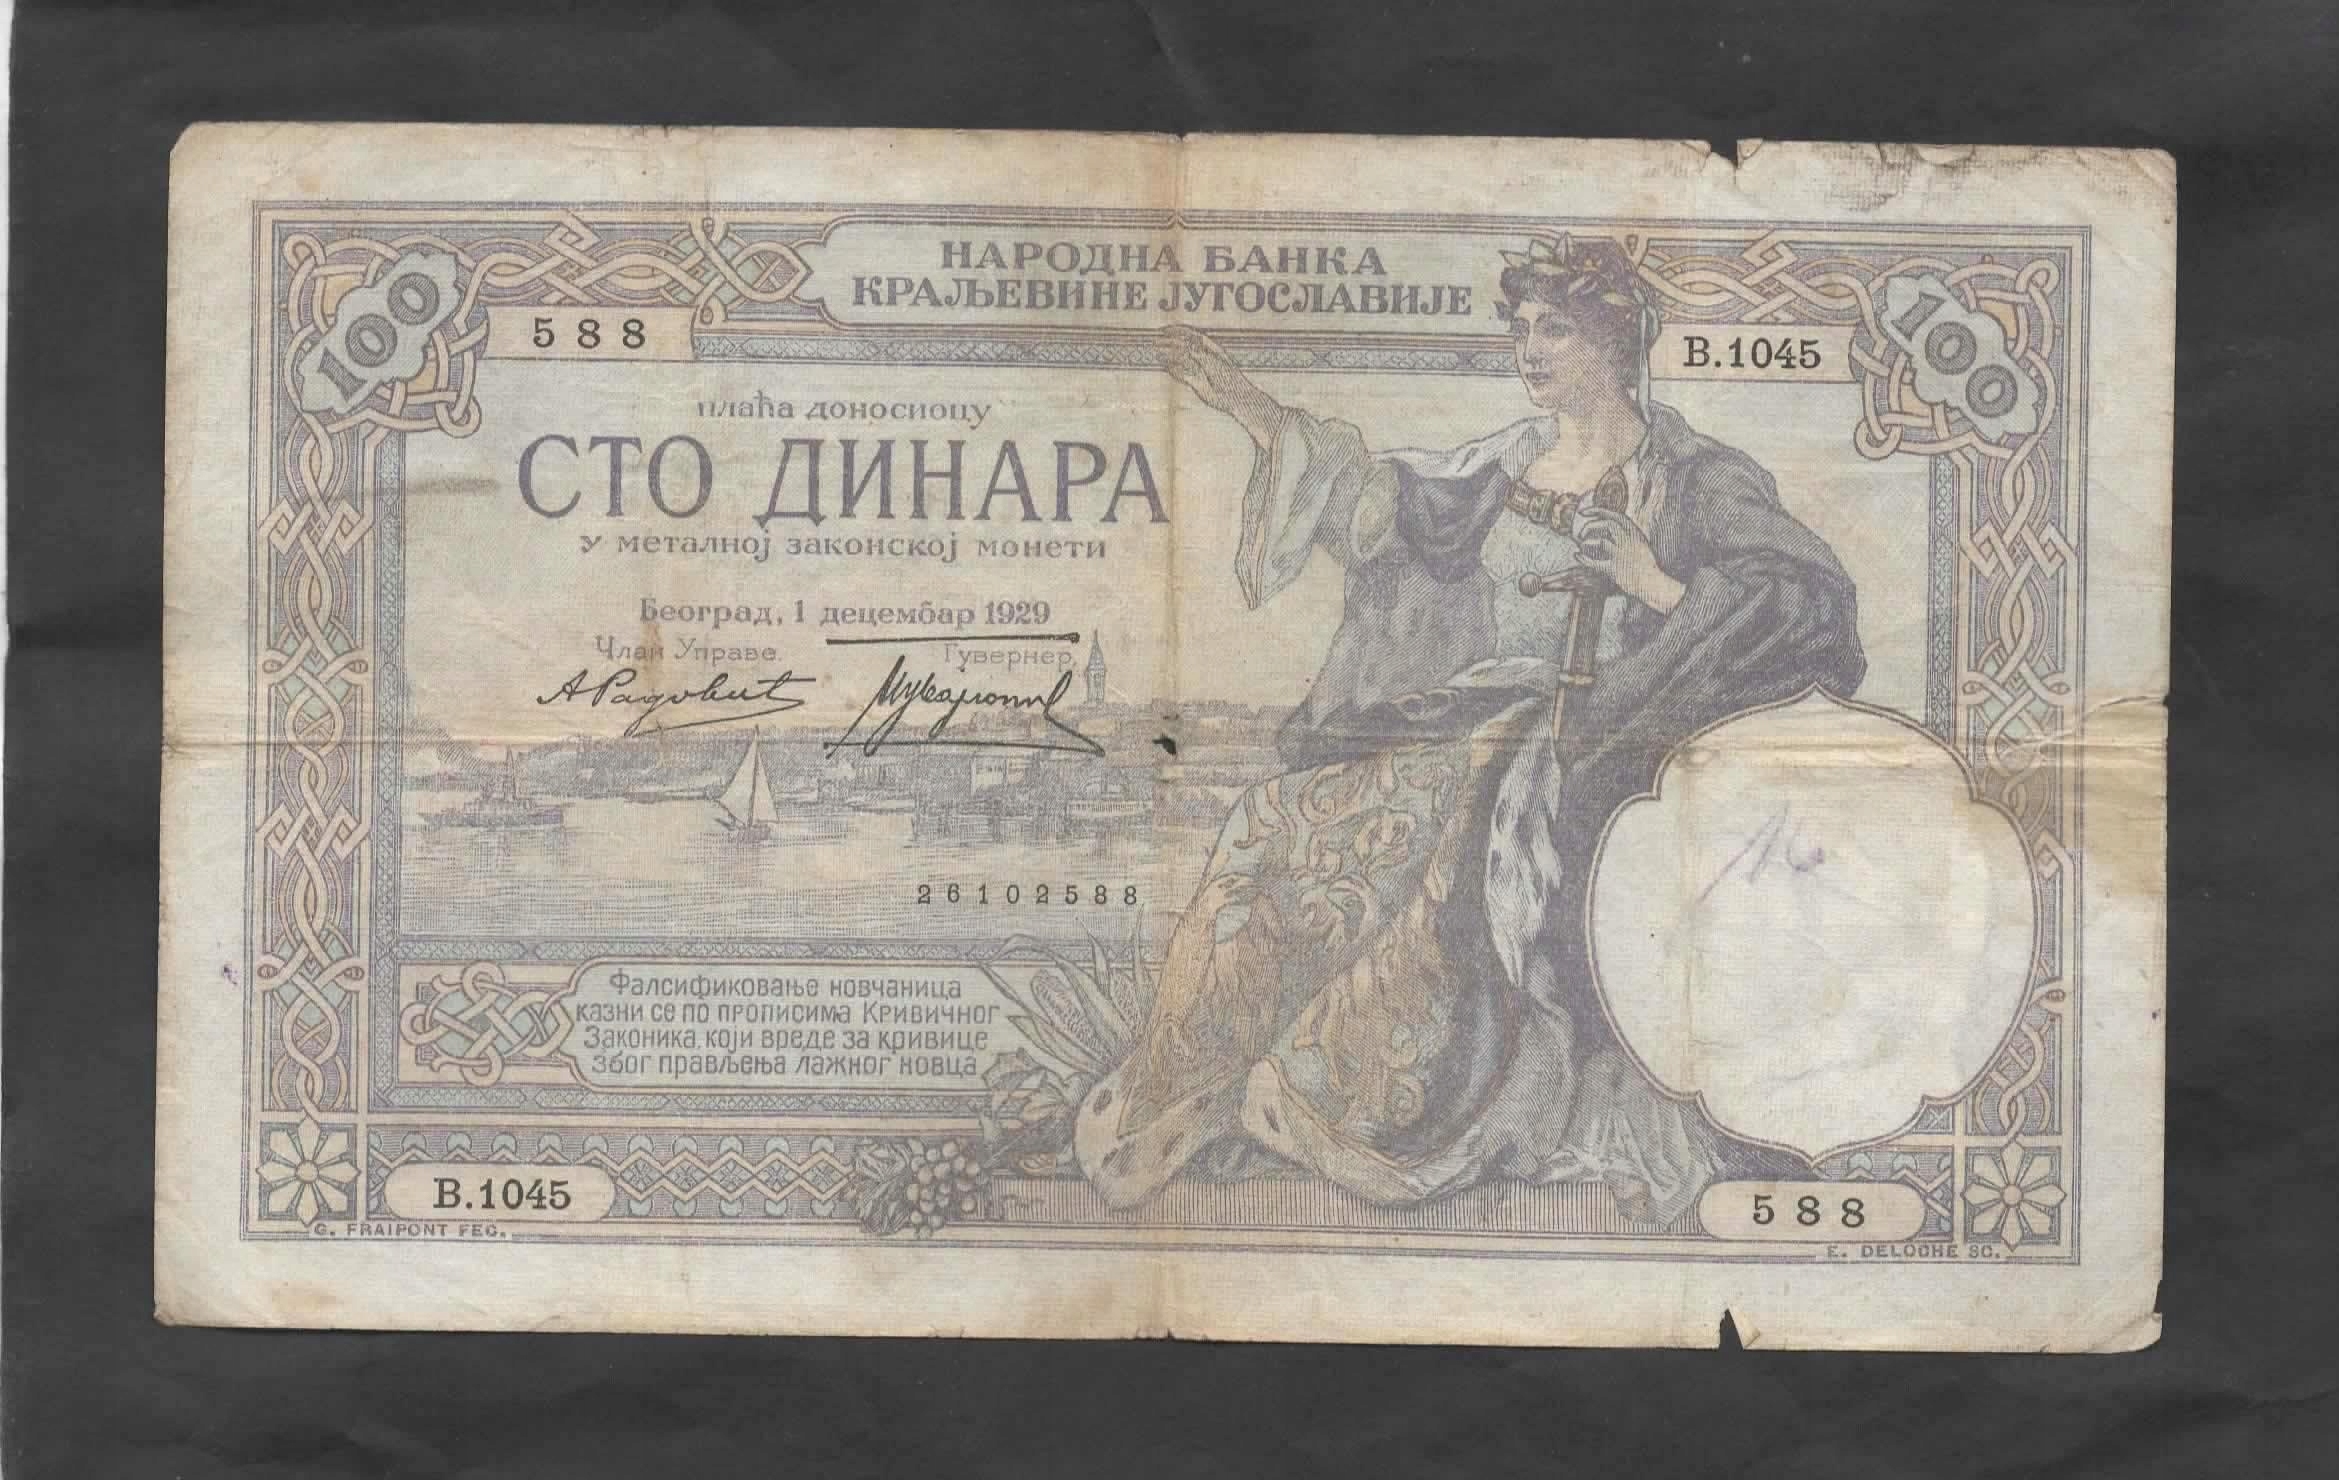 НАРОДНА БАНКА
КРАЉЕВИНЕ ЈУГОСЛАВИЈЕ
100
588
B.1045
100
плаћа доносиоцу
СТО ДИНАРА
у металној законској монети
Београд, 1 децембар 1929
Члан Управе.
Гувернер,
А Радовић
26102588
Фалсификовање новчаница
казни се по прописима Кривичног
Законика, који вреде за кривице
због прављења лажног новца
B.1045
588
G. FRAIPONT FEC.
E. DELOCHE SC.